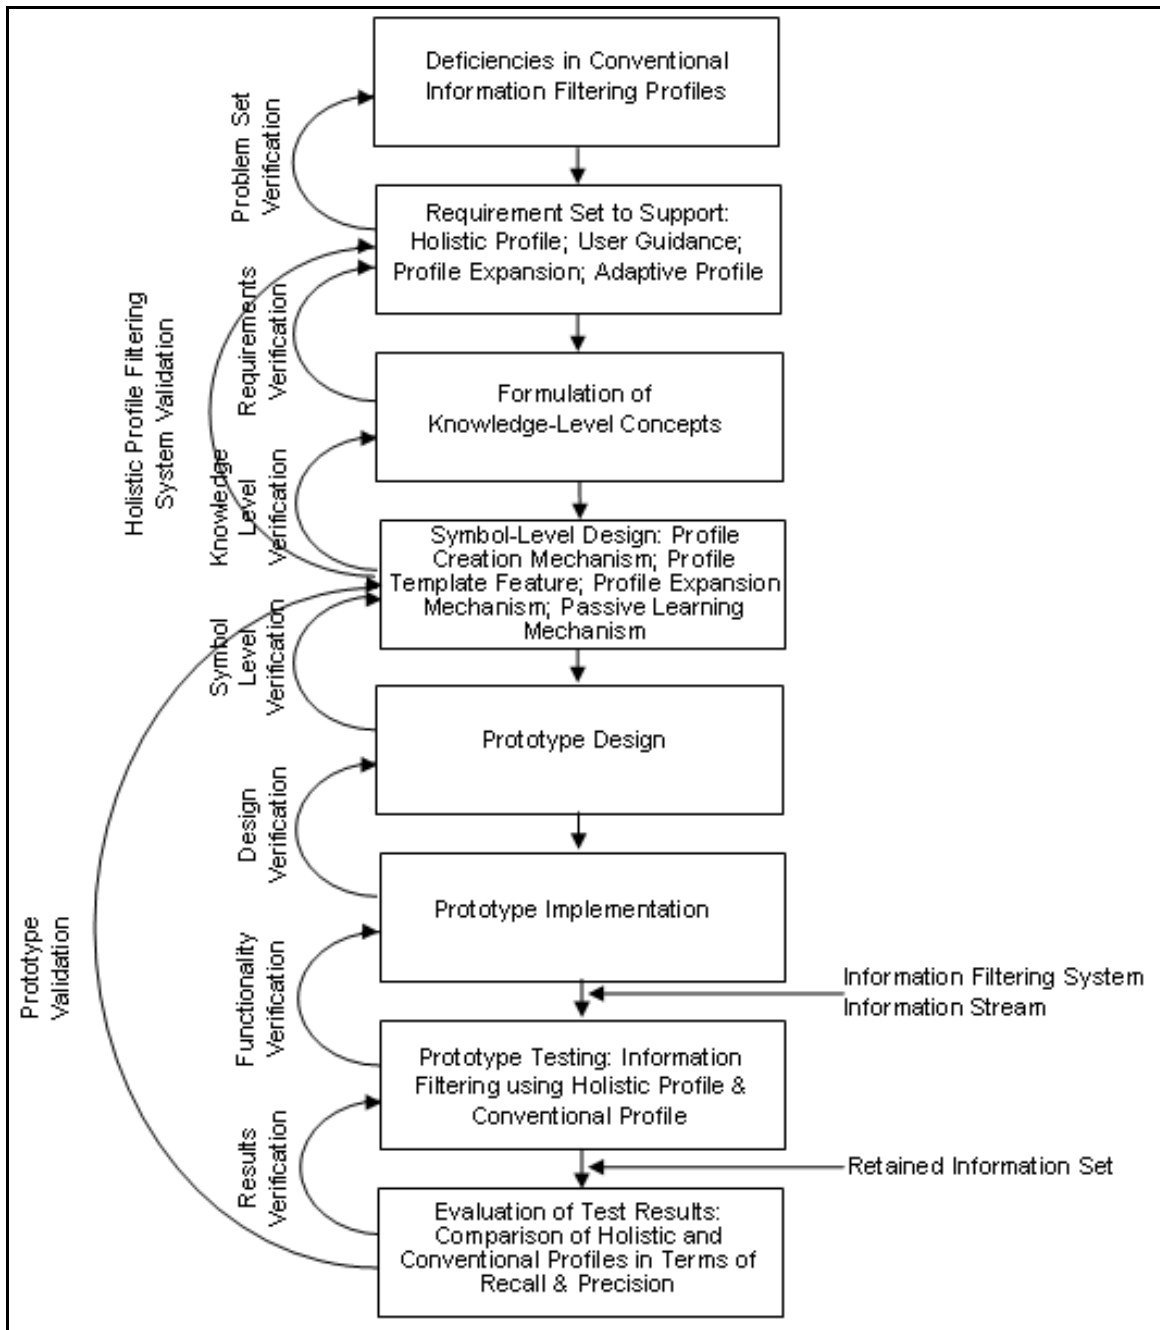 Deficiencies in Conventional
Information Filtering Profiles
Problem Set
Verification
Requirement Set to Support:
Holistic Profile; User Guidance;
Profile Expansion; Adaptive Profile
Requirements
Verification
Holistic Profile Filtering
System Validation
Formulation of
Knowledge-Level Concepts
Knowledge
Level
Verification
Symbol-Level Design: Profile
Creation Mechanism; Profile
Template Feature; Profile Expansion
Mechanism; Passive Learning
Mechanism
Symbol
Level
Verification
Prototype Design
Design
Verification
Prototype Implementation
Prototype
Validation
Functionality
Verification
Information Filtering System
Information Stream
Prototype Testing: Information
Filtering using Holistic Profile &
Conventional Profile
Results
Verification
Retained Information Set
Evaluation of Test Results:
Comparison of Holistic and
Conventional Profiles in Terms of
Recall & Precision